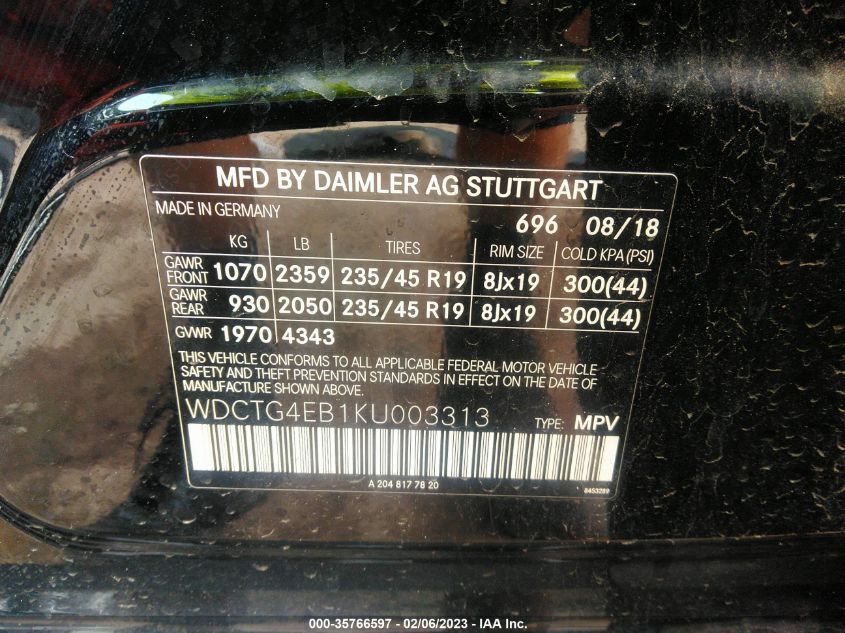 MFD BY DAIMLER AG STUTTGART
MADE IN GERMANY 696 08/18
KG LB TIRES RIM SIZE COLD KPA (PSI)
GAWR FRONT 1070 2359 235/45 R19 8Jx19 300(44)
GAWR REAR 930 2050 235/45 R19 8Jx19 300(44)
GVWR 1970 4343
THIS VEHICLE CONFORMS TO ALL APPLICABLE FEDERAL MOTOR VEHICLE
SAFETY AND THEFT PREVENTION STANDARDS IN EFFECT ON THE DATE OF
MANUFACTURE SHOWN ABOVE.
WDCTG4EB1KU003313 TYPE: MPV
A 204 817 78 20 8453289
000-35766597 - 02/06/2023 - IAA Inc.